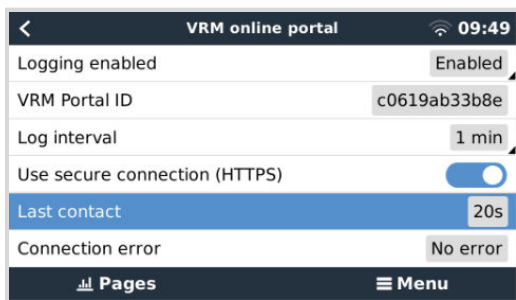 VRM online portal 09:49
Logging enabled Enabled
VRM Portal ID c0619ab33b8e
Log interval 1 min
Use secure connection (HTTPS)
Last contact 20s
Connection error No error
Pages Menu